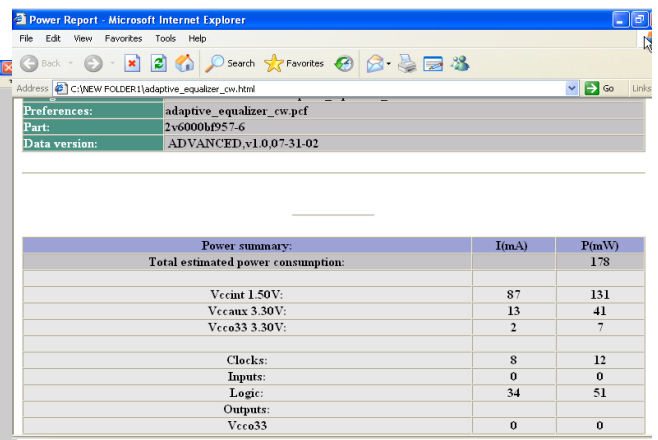 Power Report - Microsoft Internet Explorer
File Edit View Favorites Tools Help
Back Search Favorites
Address C:\NEW FOLDER1\adaptive_equalizer_cw.html Go Links
Preferences: adaptive_equalizer_cw.pcf
Part: 2v6000bf957-6
Data version: ADVANCED,v1.0,07-31-02
Power summary: I(mA) P(mW)
Total estimated power consumption: 178
Vccint 1.50V: 87 131
Vccaux 3.30V: 13 41
Vcco33 3.30V: 2 7
Clocks: 8 12
Inputs: 0 0
Logic: 34 51
Outputs:
Vcco33 0 0